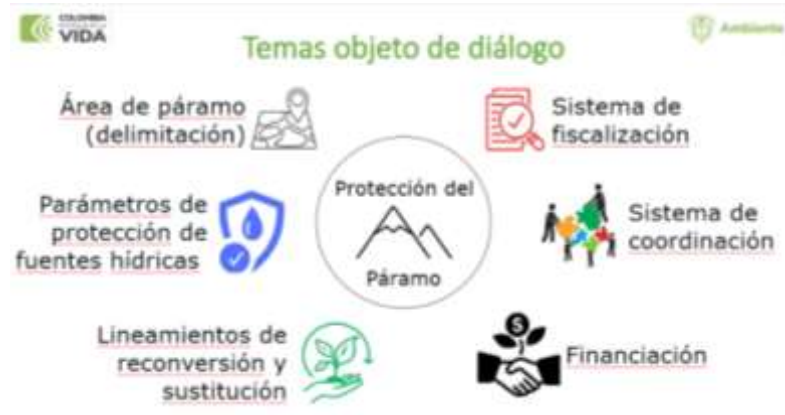 VIDA
Ambiente
Temas objeto de diálogo
Área de páramo
(delimitación)
Parámetros de
protección de
fuentes hídricas
Lineamientos de
reconversión y
sustitución
Protección del
Páramo
Sistema de
fiscalización
Sistema de
coordinación
Financiación